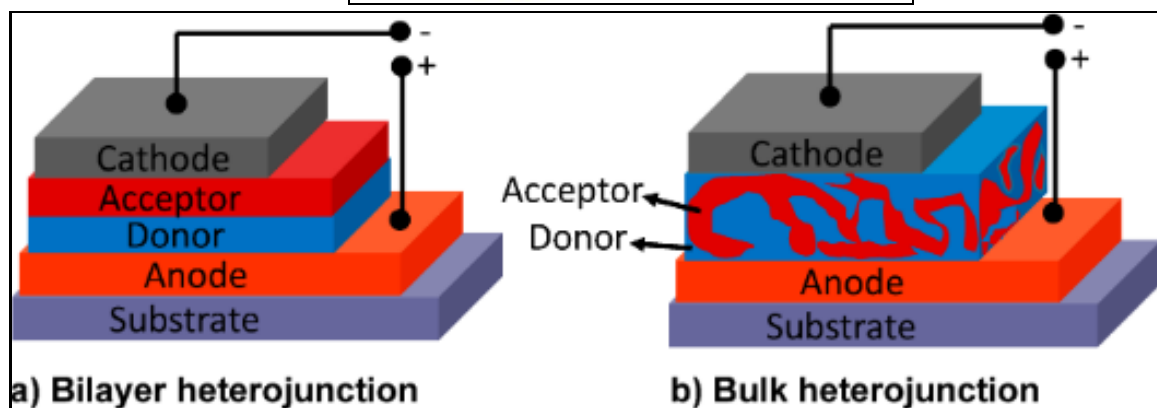 -
+
Cathode
Acceptor
Donor
Anode
Substrate
a) Bilayer heterojunction
-
+
Cathode
Acceptor
Donor
Anode
Substrate
b) Bulk heterojunction